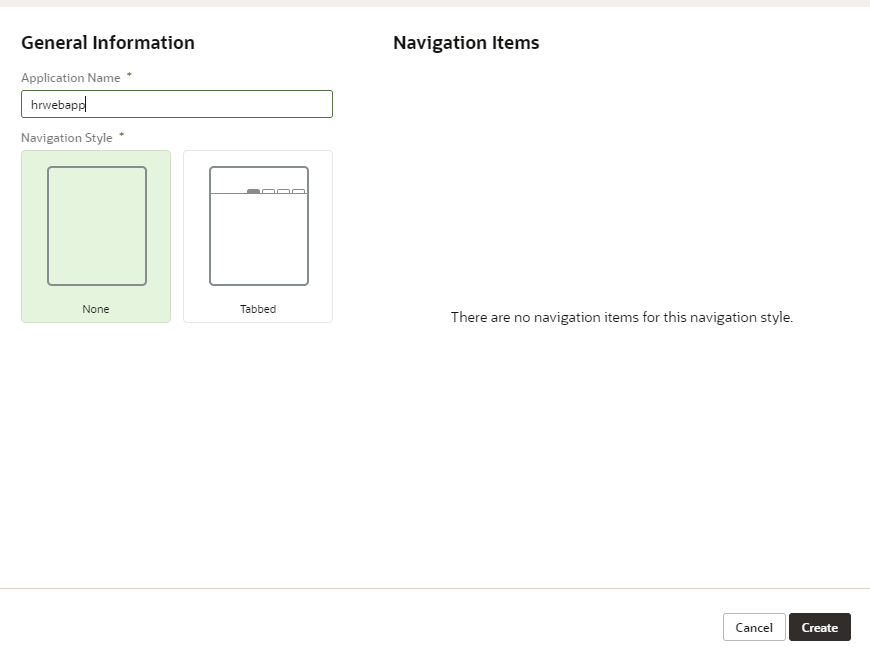 General Information
Application Name *
hrwebapp
Navigation Style *
None
Tabbed
Navigation Items
There are no navigation items for this navigation style.
Cancel
Create